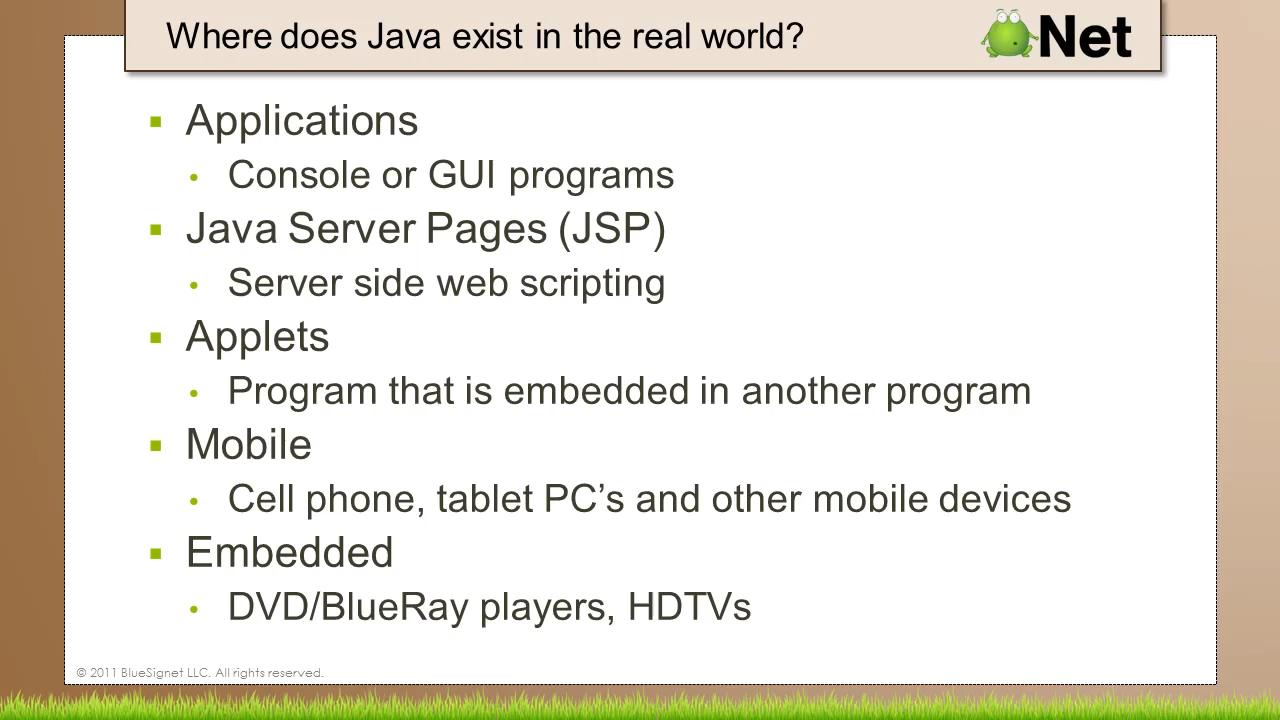 Where does Java exist in the real world?
Net
Applications
Console or GUI programs
Java Server Pages (JSP)
Server side web scripting
Applets
Program that is embedded in another program
Mobile
Cell phone, tablet PC’s and other mobile devices
Embedded
DVD/BlueRay players, HDTVs
© 2011 BlueSignet LLC. All rights reserved.